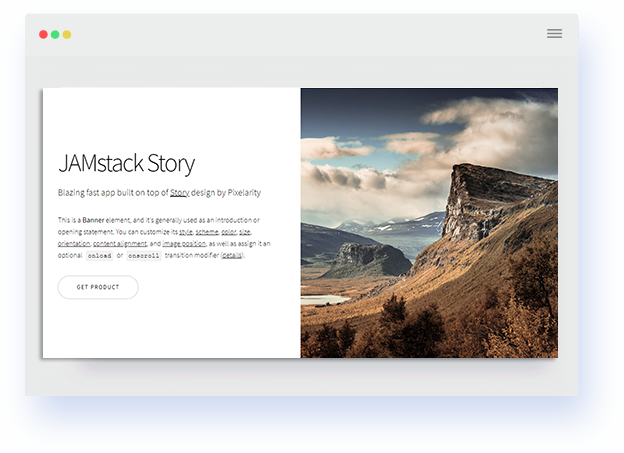 JAMstack Story
Blazing fast app built on top of Story design by Pixelarity
This is a Banner element, and it's generally used as an introduction or
opening statement. You can customize its style, scheme, color, size,
orientation, content alignment, and image position, as well as assign it an
optional onload or onscroll transition modifier (details).
GET PRODUCT